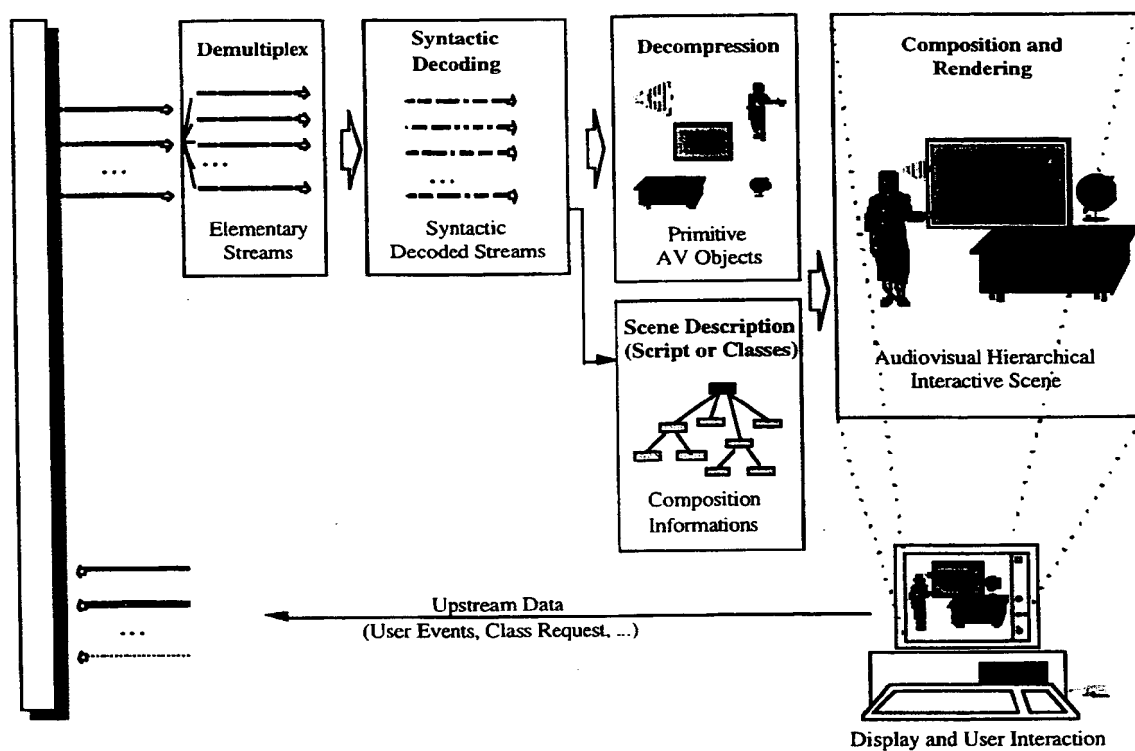 Demultiplex
...
...
Elementary
Streams
Syntactic
Decoding
...
Syntactic
Decoded Streams
Decompression
Primitive
AV Objects
Scene Description
(Script or Classes)
Composition
Informations
Composition and
Rendering
Audiovisual Hierarchical
Interactive Scene
...
Upstream Data
(User Events, Class Request, ...)
Display and User Interaction